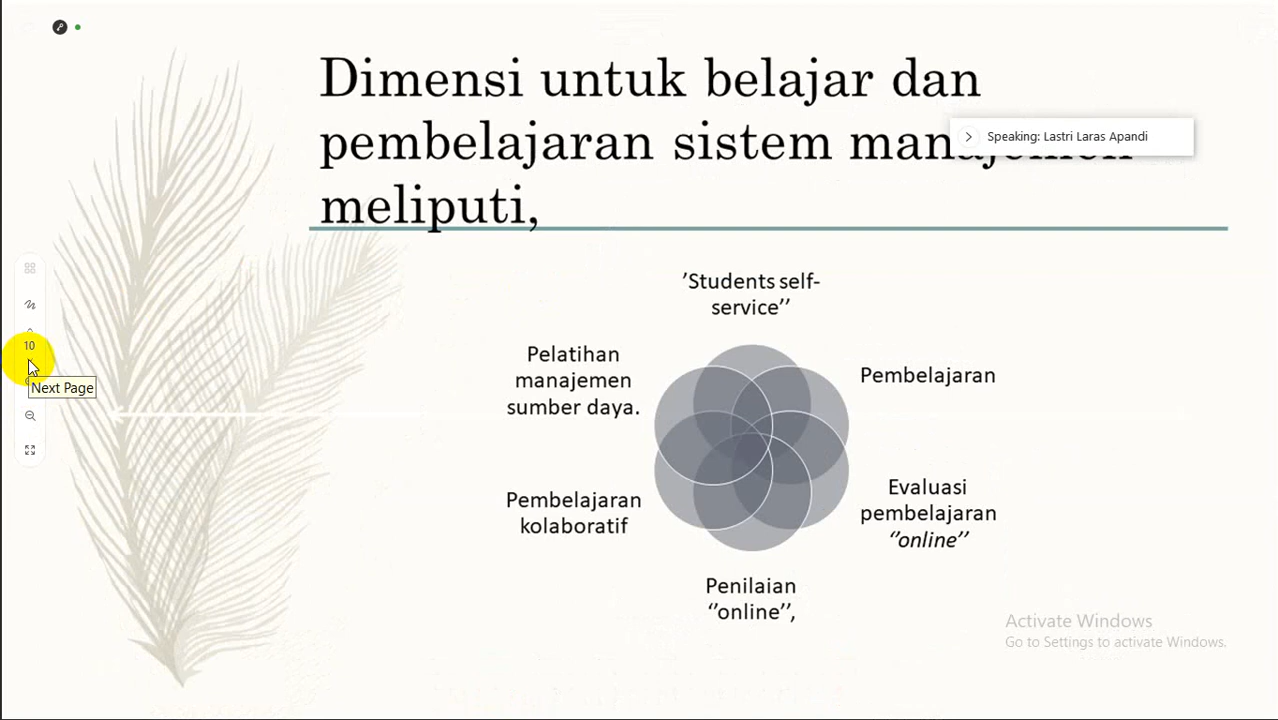 Dimensi untuk belajar dan
Speaking: Lastri Laras Apandi
pembelajaran sistem manajemen
meliputi,
’Students self-
service’’
Pelatihan
manajemen
sumber daya.
Pembelajaran
10
Next Page
Pembelajaran
kolaboratif
Evaluasi
pembelajaran
‘’online’’
Penilaian
‘’online’’,
Activate Windows
Go to Settings to activate Windows.